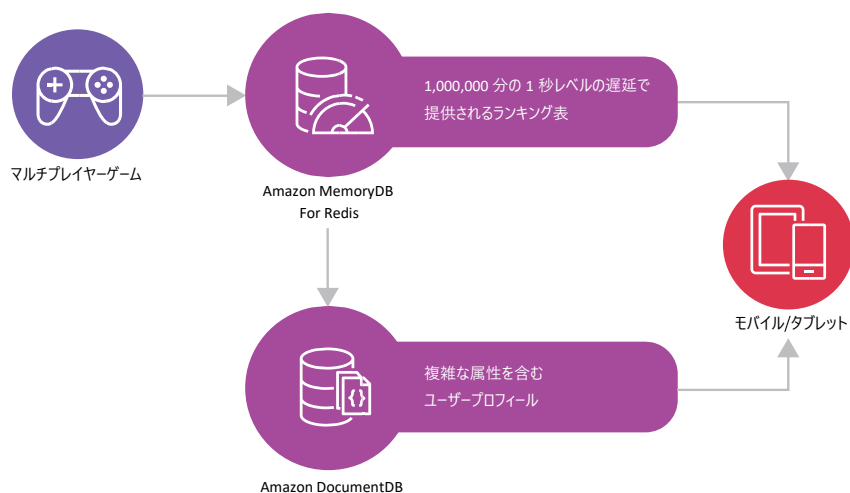 マルチプレイヤーゲーム
1,000,000 分の 1 秒レベルの遅延で
提供されるランキング表
Amazon MemoryDB
For Redis
モバイル/タブレット
複雑な属性を含む
ユーザープロフィール
{ }
Amazon DocumentDB